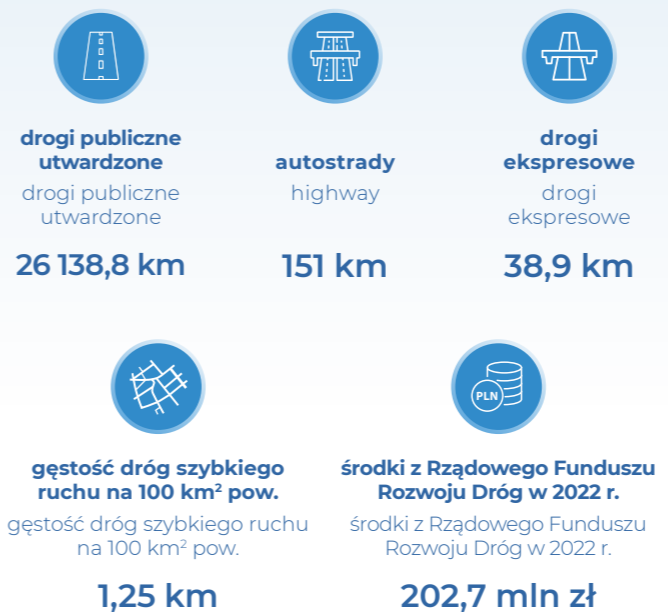 drogi publiczne
utwardzone
drogi publiczne
utwardzone
26 138,8 km
autostrady
highway
151 km
drogi
ekspresowe
drogi
ekspresowe
38,9 km
gęstość dróg szybkiego
ruchu na 100 km² pow.
gęstość dróg szybkiego ruchu
na 100 km² pow.
1,25 km
PLN
środki z Rządowego Funduszu
Rozwoju Dróg w 2022 r.
środki z Rządowego Funduszu
Rozwoju Dróg w 2022 r.
202,7 mln zł